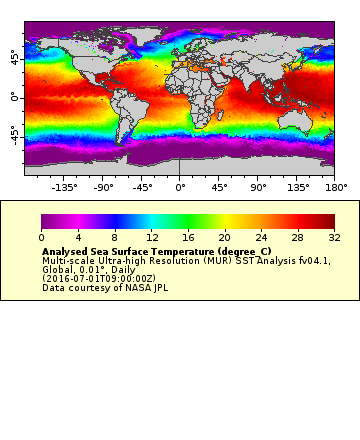 45°
0°
-45°
-135° -90° -45° 0° 45° 90° 135° 180°
0 4 8 12 16 20 24 28 32
Analysed Sea Surface Temperature (degree_C)
Multi-scale Ultra-high Resolution (MUR) SST Analysis fv04.1,
Global, 0.01°, Daily
(2016-07-01T09:00:00Z)
Data courtesy of NASA JPL